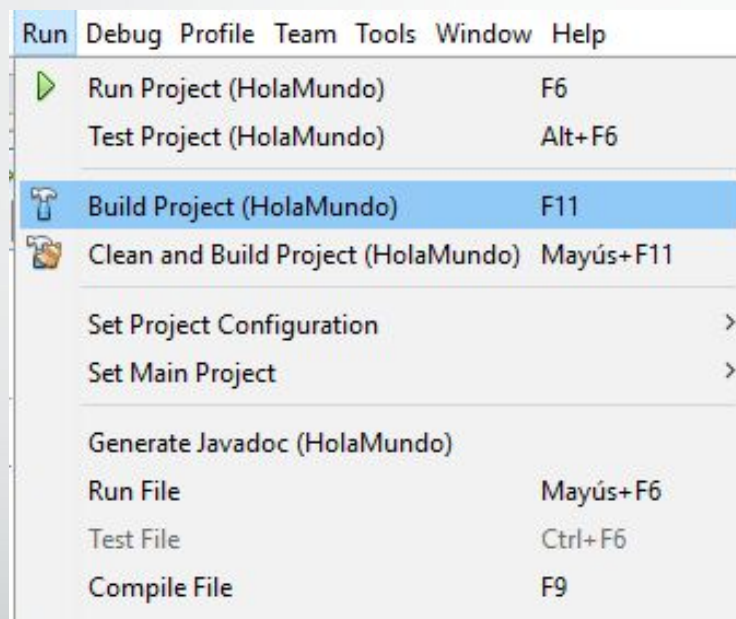 Run Debug Profile Team Tools Window Help
Run Project (HolaMundo) F6
Test Project (HolaMundo) Alt+F6
Build Project (HolaMundo) F11
Clean and Build Project (HolaMundo) Mayús+F11
Set Project Configuration
Set Main Project
Generate Javadoc (HolaMundo)
Run File Mayús+F6
Test File Ctrl+F6
Compile File F9